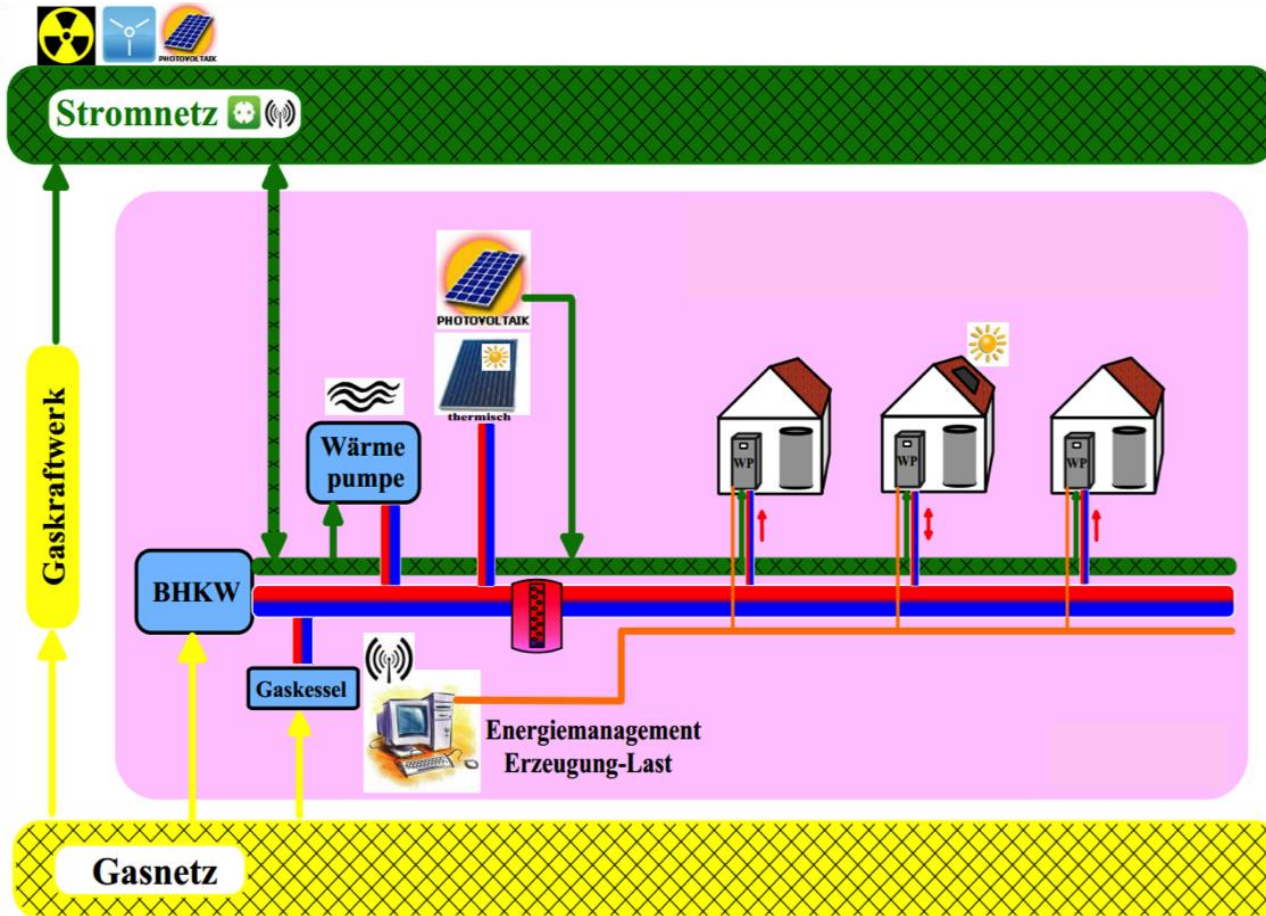 PHOTOVOLTAIK
Stromnetz
PHOTOVOLTAIK
thermisch
Wärme
pumpe
Gaskraftwerk
WP
WP
WP
BHKW
Gaskessel
Energiemanagement
Erzeugung-Last
Gasnetz